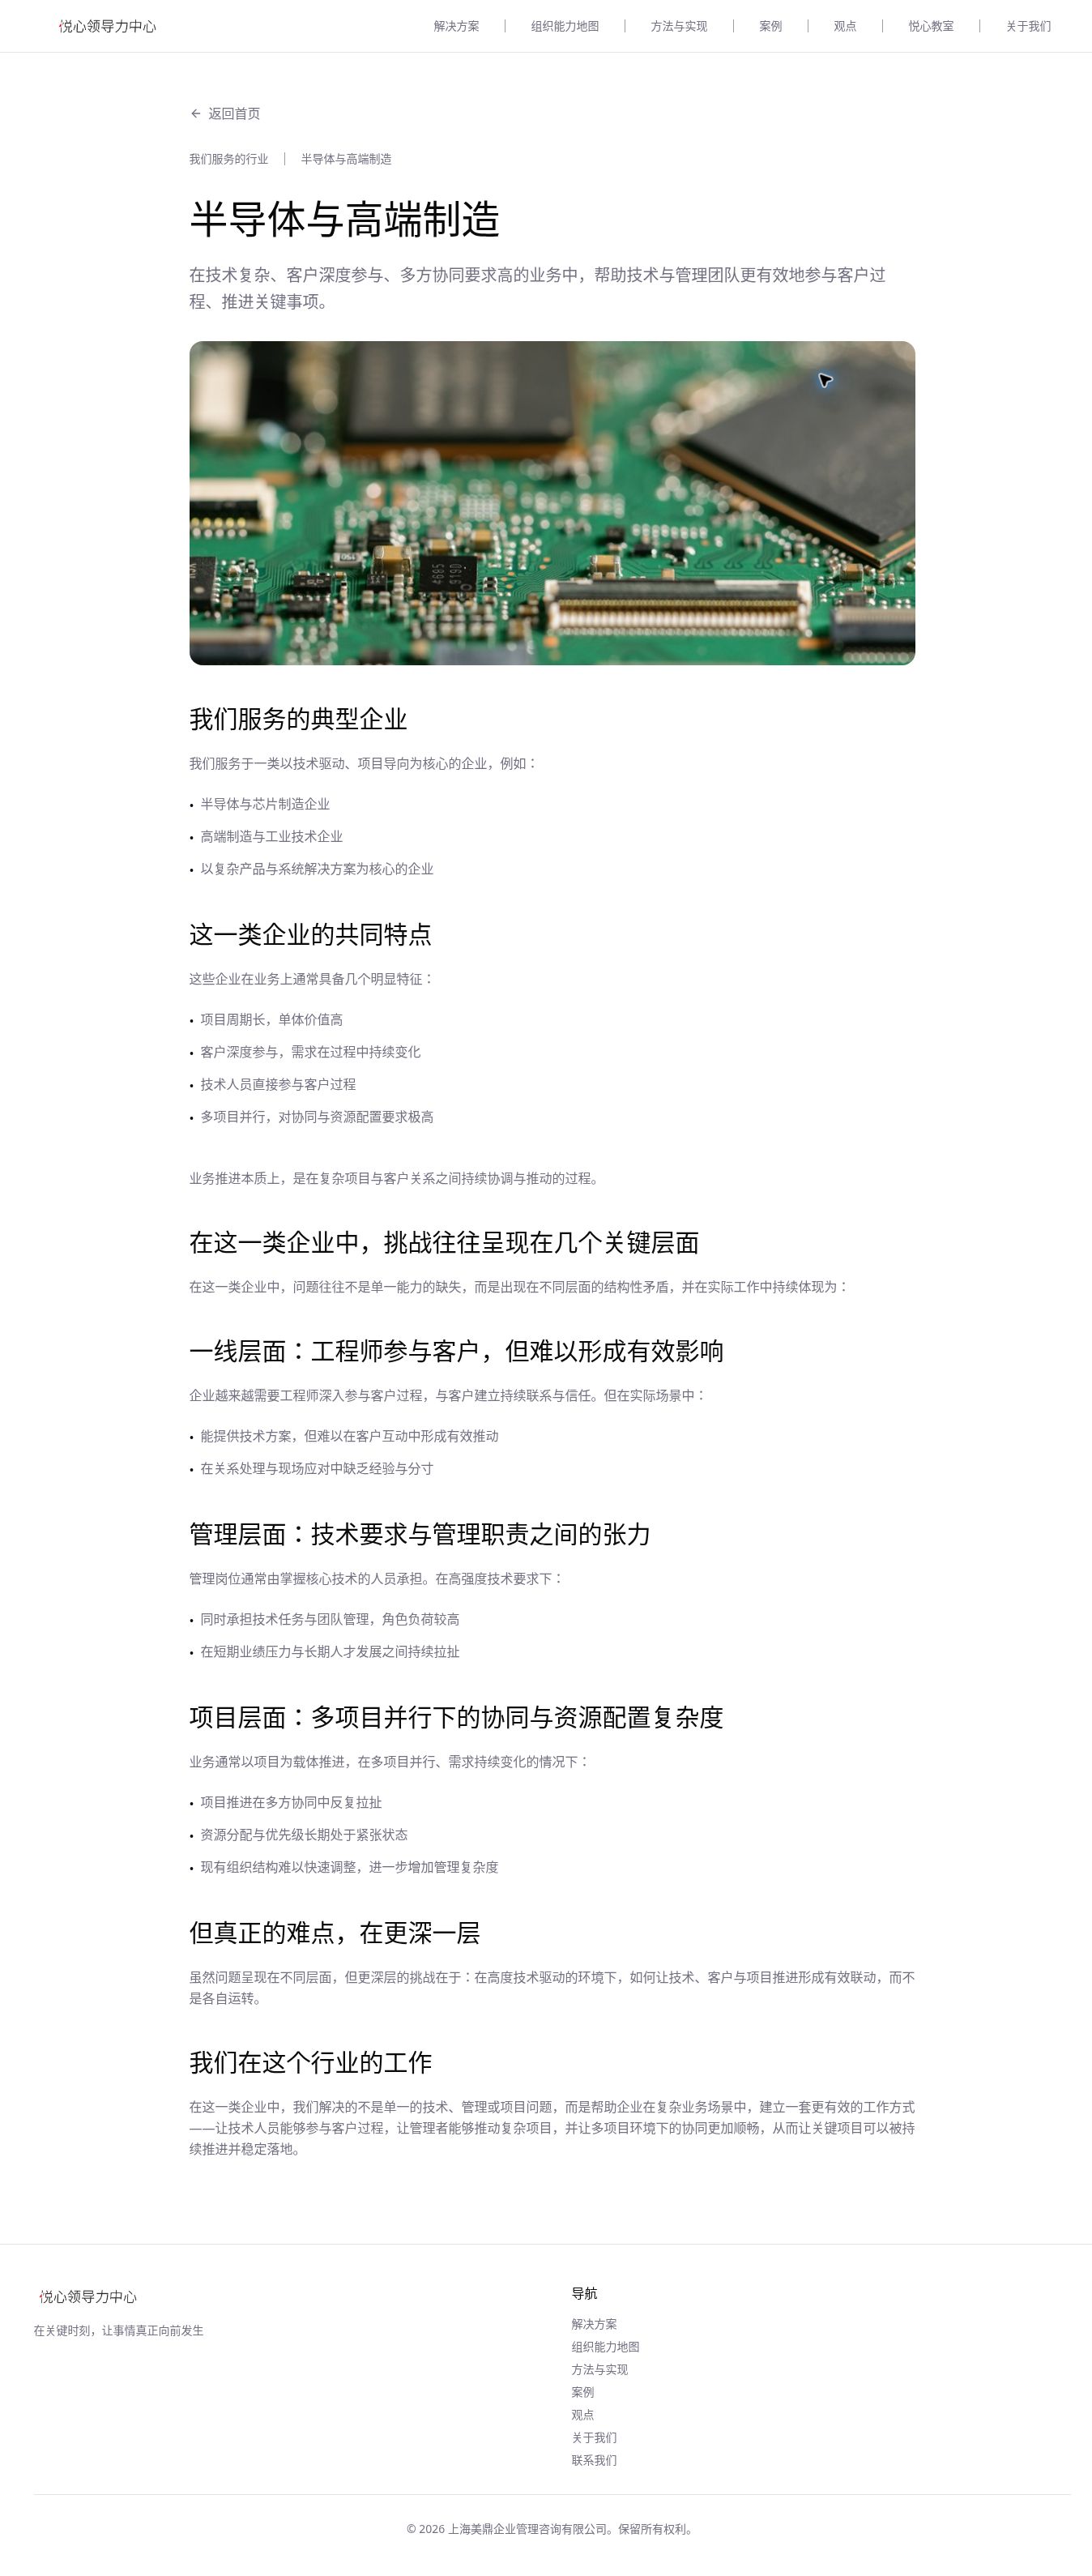 悦心领导力中心
解决方案
组织能力地图
方法与实现
案例
观点
悦心教室
关于我们
返回首页
我们服务的行业
半导体与高端制造
半导体与高端制造
在技术复杂、客户深度参与、多方协同要求高的业务中，帮助技术与管理团队更有效地参与客户过
程、推进关键事项。
4685
919D
我们服务的典型企业
我们服务于一类以技术驱动、项目导向为核心的企业，例如：
• 半导体与芯片制造企业
• 高端制造与工业技术企业
• 以复杂产品与系统解决方案为核心的企业
这一类企业的共同特点
这些企业在业务上通常具备几个明显特征：
• 项目周期长，单体价值高
• 客户深度参与，需求在过程中持续变化
• 技术人员直接参与客户过程
• 多项目并行，对协同与资源配置要求极高
业务推进本质上，是在复杂项目与客户关系之间持续协调与推动的过程。
在这一类企业中，挑战往往呈现在几个关键层面
在这一类企业中，问题往往不是单一能力的缺失，而是出现在不同层面的结构性矛盾，并在实际工作中持续体现为：
一线层面：工程师参与客户，但难以形成有效影响
企业越来越需要工程师深入参与客户过程，与客户建立持续联系与信任。但在实际场景中：
• 能提供技术方案，但难以在客户互动中形成有效推动
• 在关系处理与现场应对中缺乏经验与分寸
管理层面：技术要求与管理职责之间的张力
管理岗位通常由掌握核心技术的人员承担。在高强度技术要求下：
• 同时承担技术任务与团队管理，角色负荷较高
• 在短期业绩压力与长期人才发展之间持续拉扯
项目层面：多项目并行下的协同与资源配置复杂度
业务通常以项目为载体推进，在多项目并行、需求持续变化的情况下：
• 项目推进在多方协同中反复拉扯
• 资源分配与优先级长期处于紧张状态
• 现有组织结构难以快速调整，进一步增加管理复杂度
但真正的难点，在更深一层
虽然问题呈现在不同层面，但更深层的挑战在于：在高度技术驱动的环境下，如何让技术、客户与项目推进形成有效联动，而不
是各自运转。
我们在这个行业的工作
在这一类企业中，我们解决的不是单一的技术、管理或项目问题，而是帮助企业在复杂业务场景中，建立一套更有效的工作方式
——让技术人员能够参与客户过程，让管理者能够推动复杂项目，并让多项目环境下的协同更加顺畅，从而让关键项目可以被持
续推进并稳定落地。
悦心领导力中心
在关键时刻，让事情真正向前发生
导航
解决方案
组织能力地图
方法与实现
案例
观点
关于我们
联系我们
© 2026 上海美鼎企业管理咨询有限公司。保留所有权利。